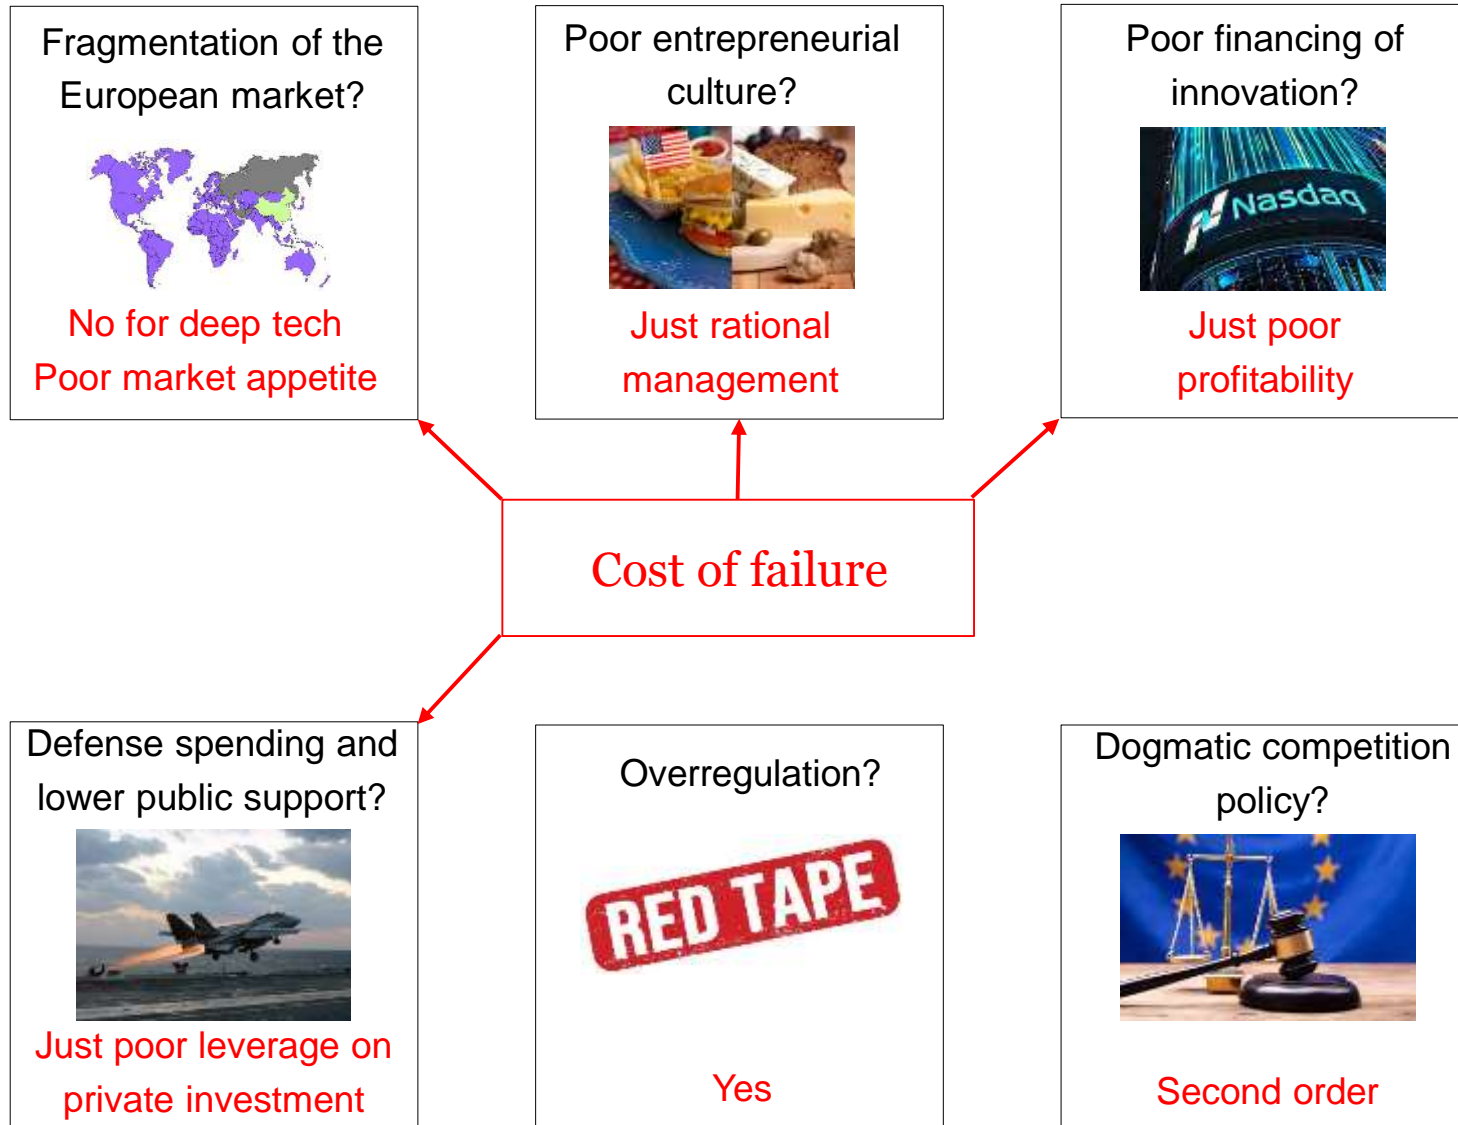 Fragmentation of the
European market?
No for deep tech
Poor market appetite
Poor entrepreneurial
culture?
Just rational
management
Poor financing of
innovation?
Nasdaq
Just poor
profitability
Cost of failure
Defense spending and
lower public support?
Just poor leverage on
private investment
Overregulation?
RED TAPE
Yes
Dogmatic competition
policy?
Second order